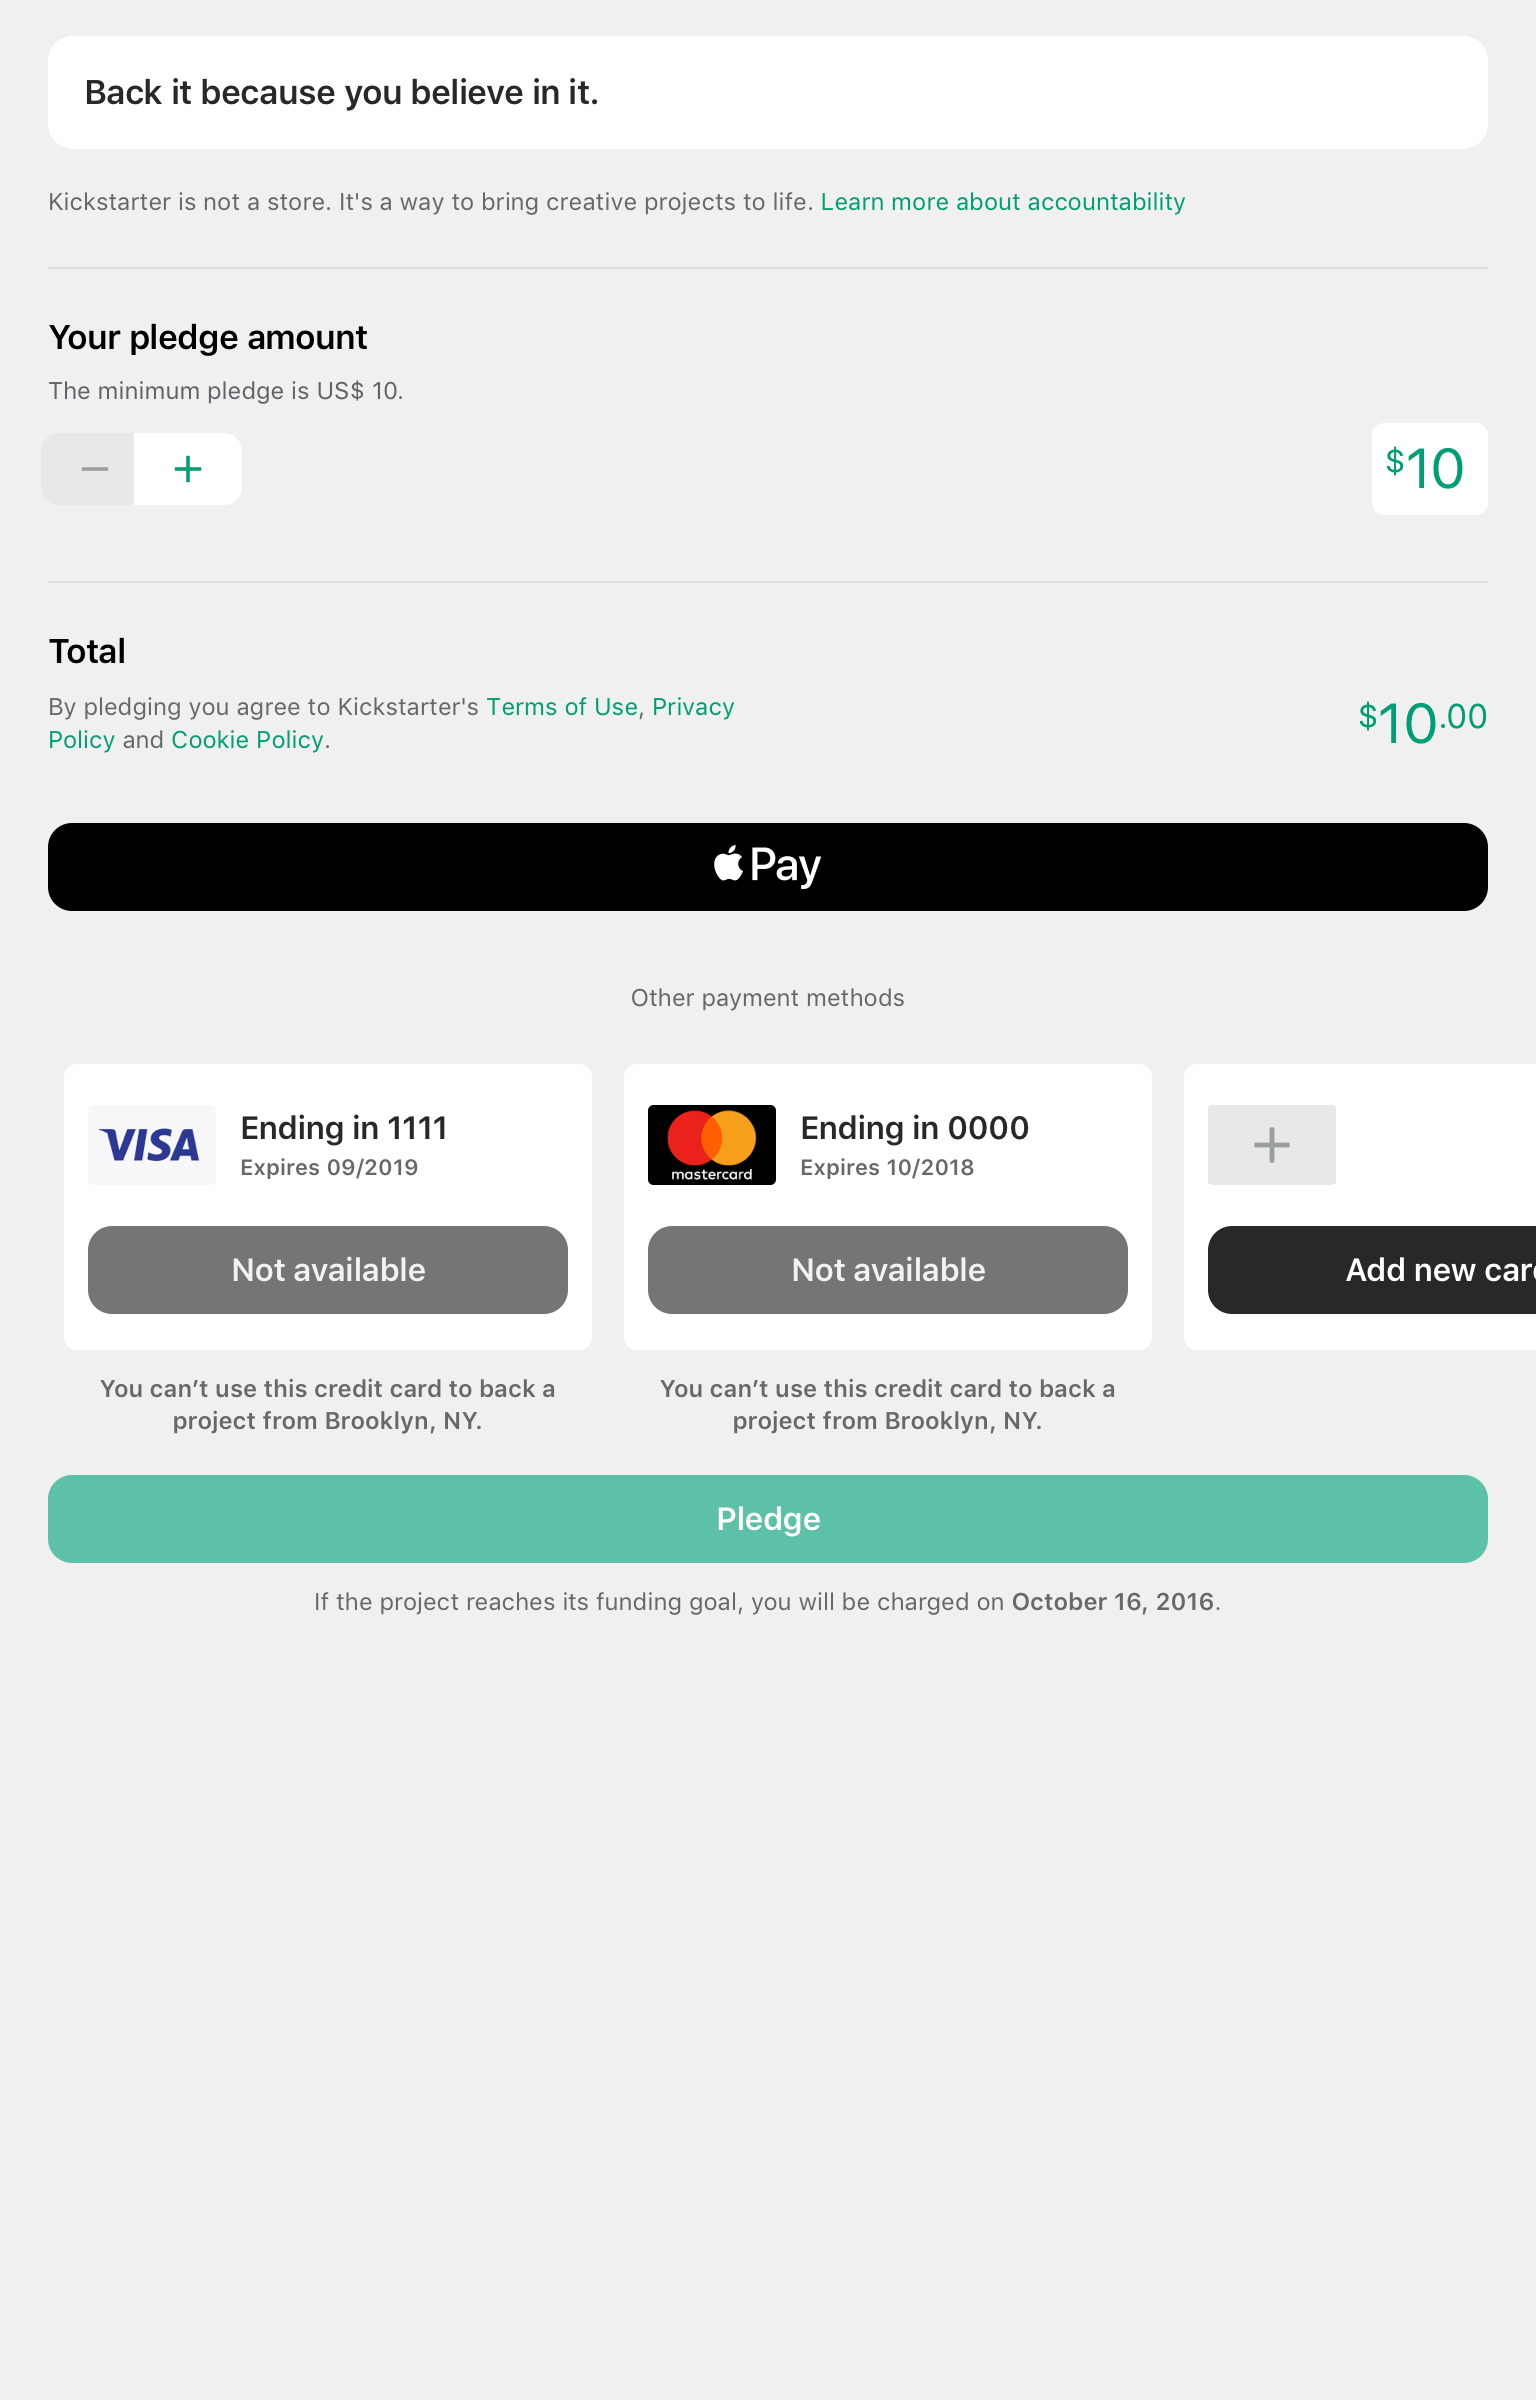 Back it because you believe in it.
Kickstarter is not a store. It's a way to bring creative projects to life. Learn more about accountability
Your pledge amount
The minimum pledge is US$ 10.
$10
Total
By pledging you agree to Kickstarter's Terms of Use, Privacy
Policy and Cookie Policy.
$10.00
Pay
Other payment methods
VISA
Ending in 1111
Expires 09/2019
Not available
You can’t use this credit card to back a
project from Brooklyn, NY.
mastercard
Ending in 0000
Expires 10/2018
Not available
You can’t use this credit card to back a
project from Brooklyn, NY.
Add new
Pledge
If the project reaches its funding goal, you will be charged on October 16, 2016.